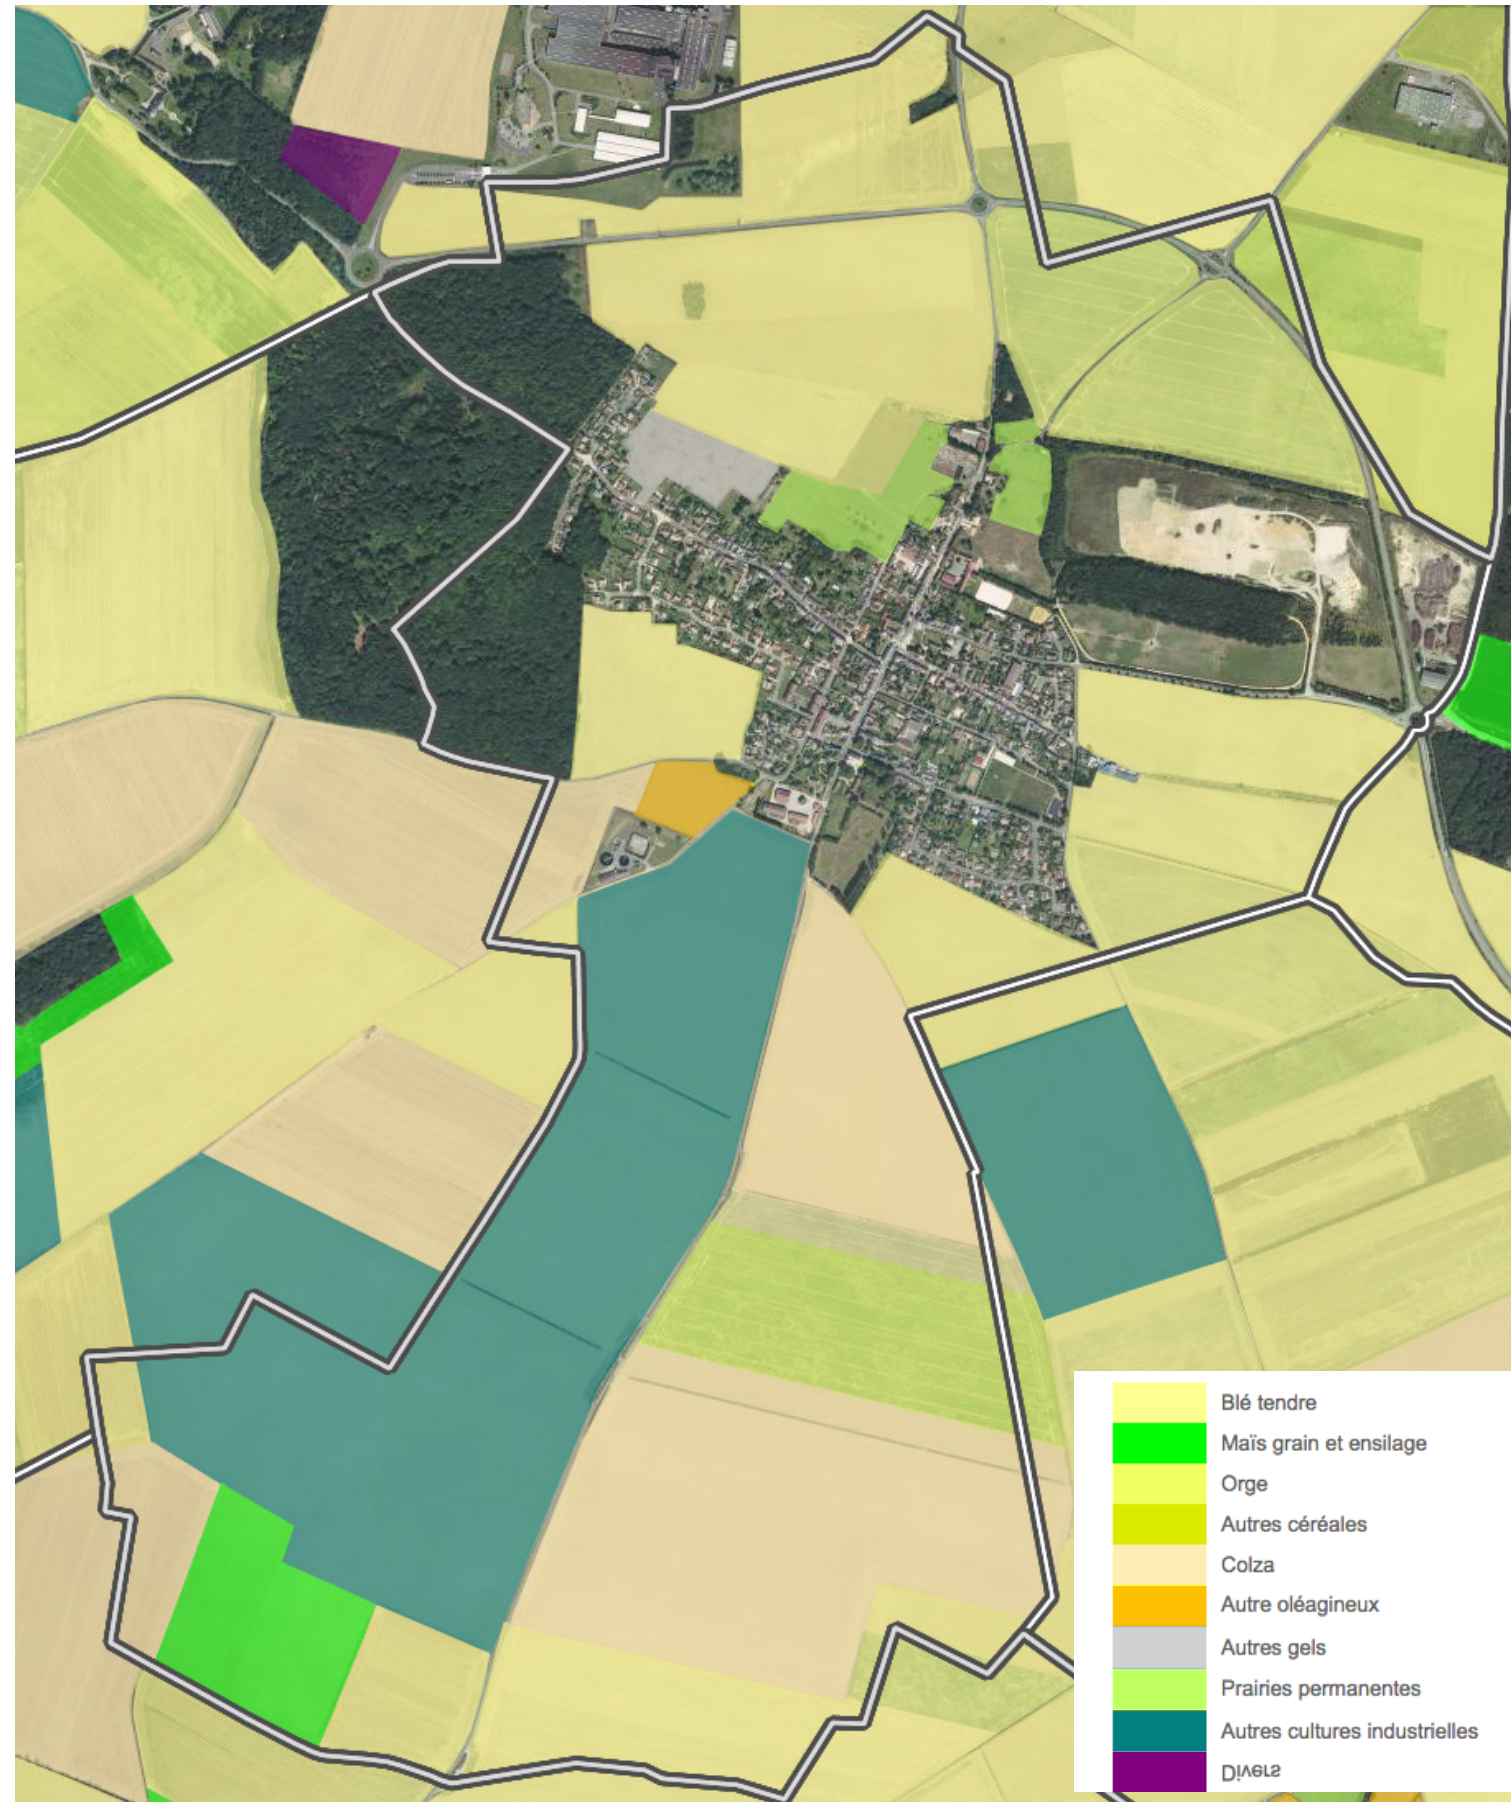 Blé tendre
Maïs grain et ensilage
Orge
Autres céréales
Colza
Autre oléagineux
Autres gels
Prairies permanentes
Autres cultures industrielles
Divers